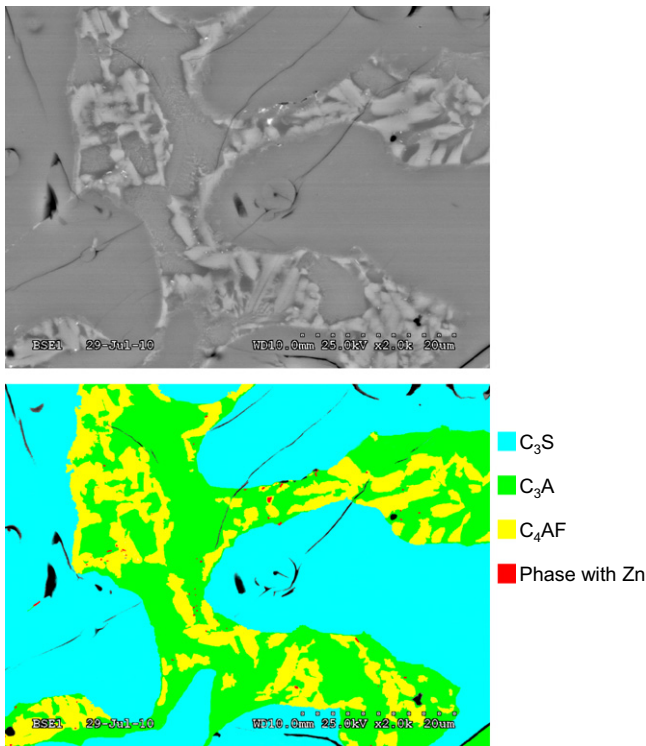 BSE1 29-Jul-10 WD10.0mm 25.0kV x2.0k 20um
C₃S
C₃A
C₄AF
Phase with Zn
BSE1 29-Jul-10 WD10.0mm 25.0kV x2.0k 20um